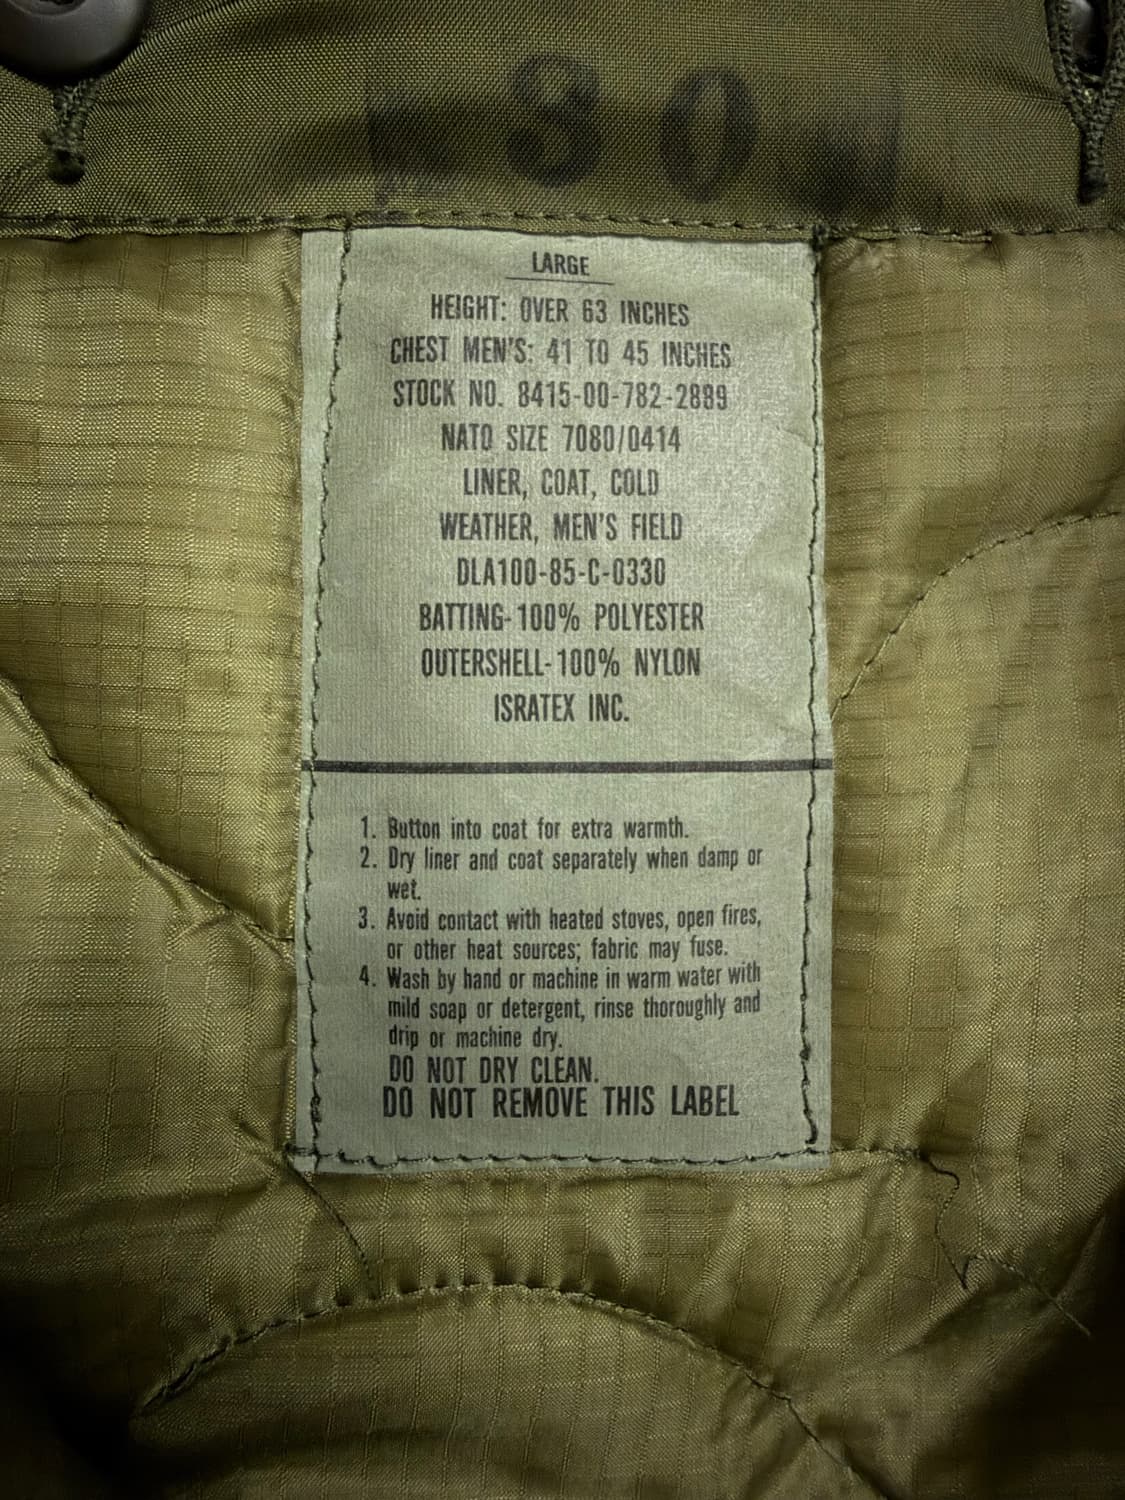 30
LARGE
HEIGHT: OVER 63 INCHES
CHEST MEN'S: 41 TO 45 INCHES
STOCK NO. 8415-00-782-2889
NATO SIZE 7080/0414
LINER, COAT, COLD
WEATHER, MEN'S FIELD
DLA100-85-C-0330
BATTING-100% POLYESTER
OUTERSHELL-100% NYLON
ISRATEX INC.
1. Button into coat for extra warmth.
2. Dry liner and coat separately when damp or
wet.
3. Avoid contact with heated stoves, open fires,
or other heat sources; fabric may fuse.
4. Wash by hand or machine in warm water with
mild soap or detergent, rinse thoroughly and
drip or machine dry.
DO NOT DRY CLEAN.
DO NOT REMOVE THIS LABEL